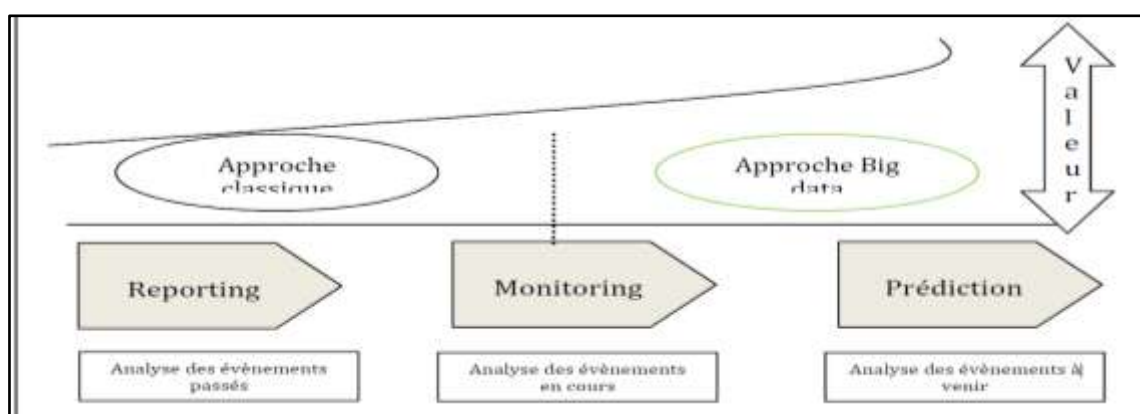 Valeur
Approche
classique
Approche Big
data
Reporting
Monitoring
Prédiction
Analyse des évènements
passés
Analyse des évènements
en cours
Analyse des évènements à
venir